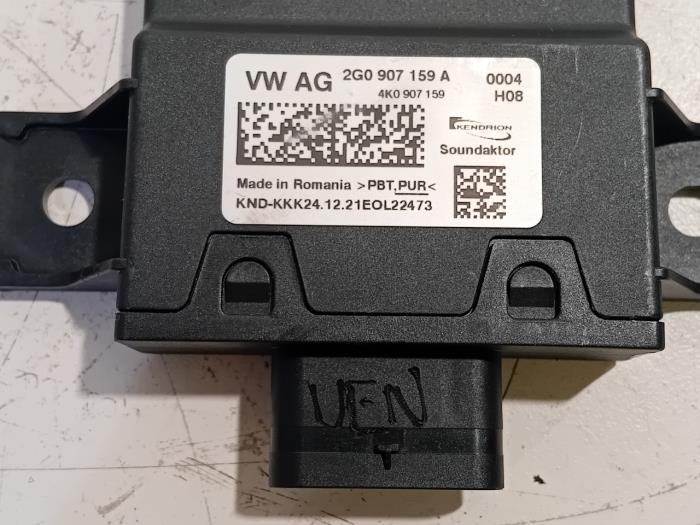 VW AG 2G0 907 159 A 0004
4K0 907 159 H08
KENDRION
Soundaktor
Made in Romania >PBT,PUR<
KND-KKK24.12.21EOL22473
VEN